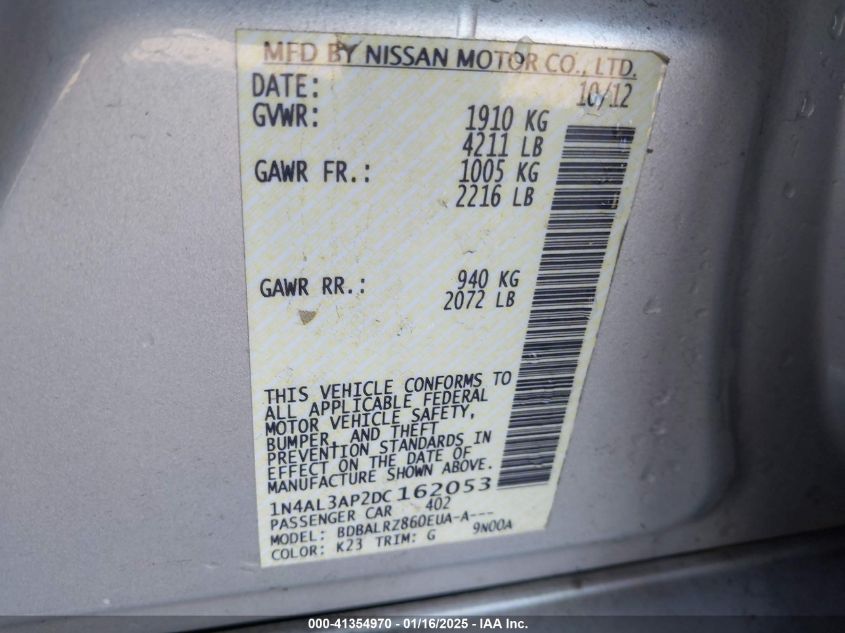 MFD BY NISSAN MOTOR CO., LTD.
DATE: 10/12
GVWR: 1910 KG
4211 LB
GAWR FR.: 1005 KG
2216 LB
GAWR RR.: 940 KG
2072 LB
THIS VEHICLE CONFORMS TO
ALL APPLICABLE FEDERAL
MOTOR VEHICLE SAFETY,
BUMPER, AND THEFT
PREVENTION STANDARDS IN
EFFECT ON THE DATE OF
MANUFACTURE SHOWN ABOVE.
1N4AL3AP2DC162053
PASSENGER CAR 402
MODEL: BDBALRZ860EUA-A---
COLOR: K23 TRIM: G 9N00A
000-41354970 - 01/16/2025 - IAA Inc.